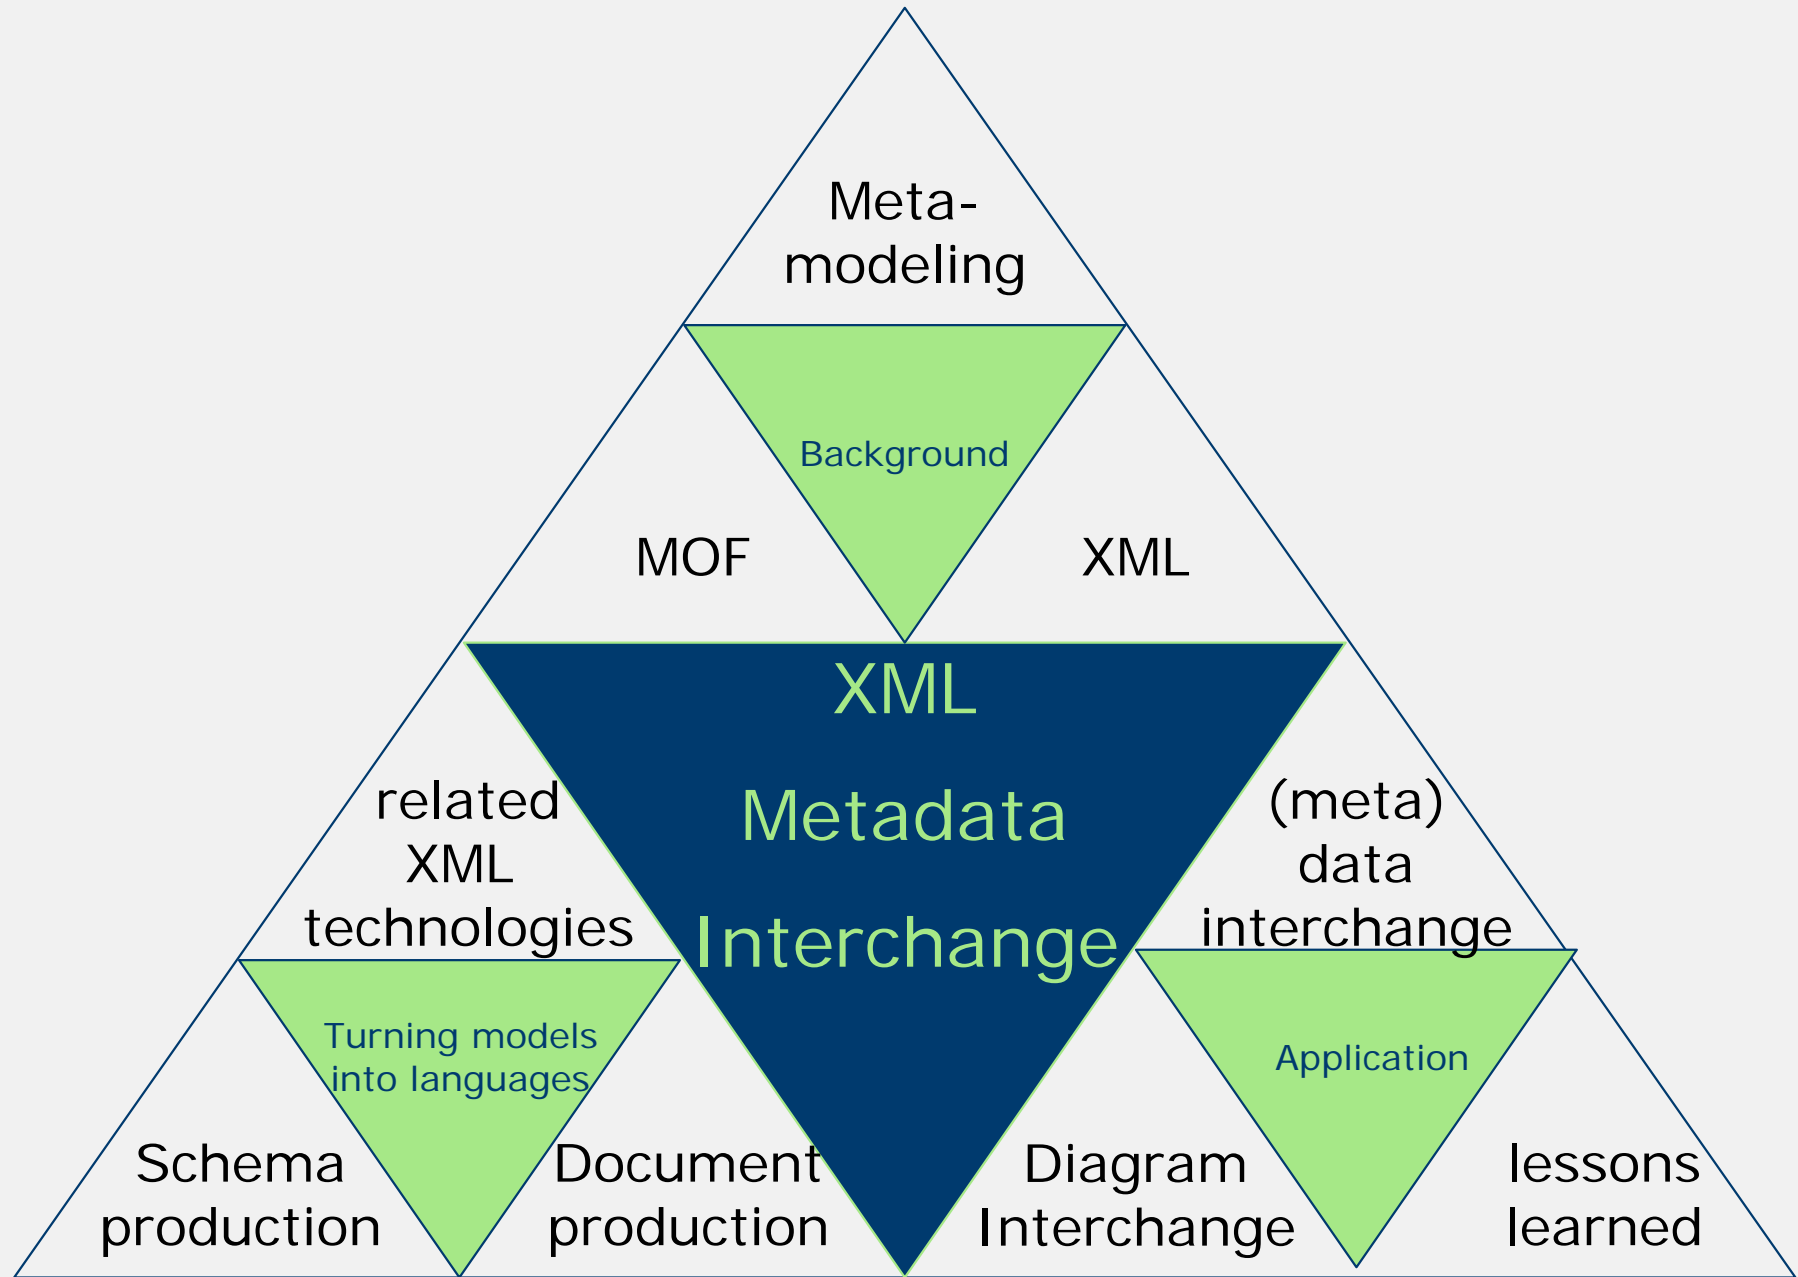 Meta-
modeling
Background
MOF
XML
XML
Metadata
Interchange
related
XML
technologies
(meta)
data
interchange
Turning models
into languages
Application
Schema
production
Document
production
Diagram
Interchange
lessons
learned